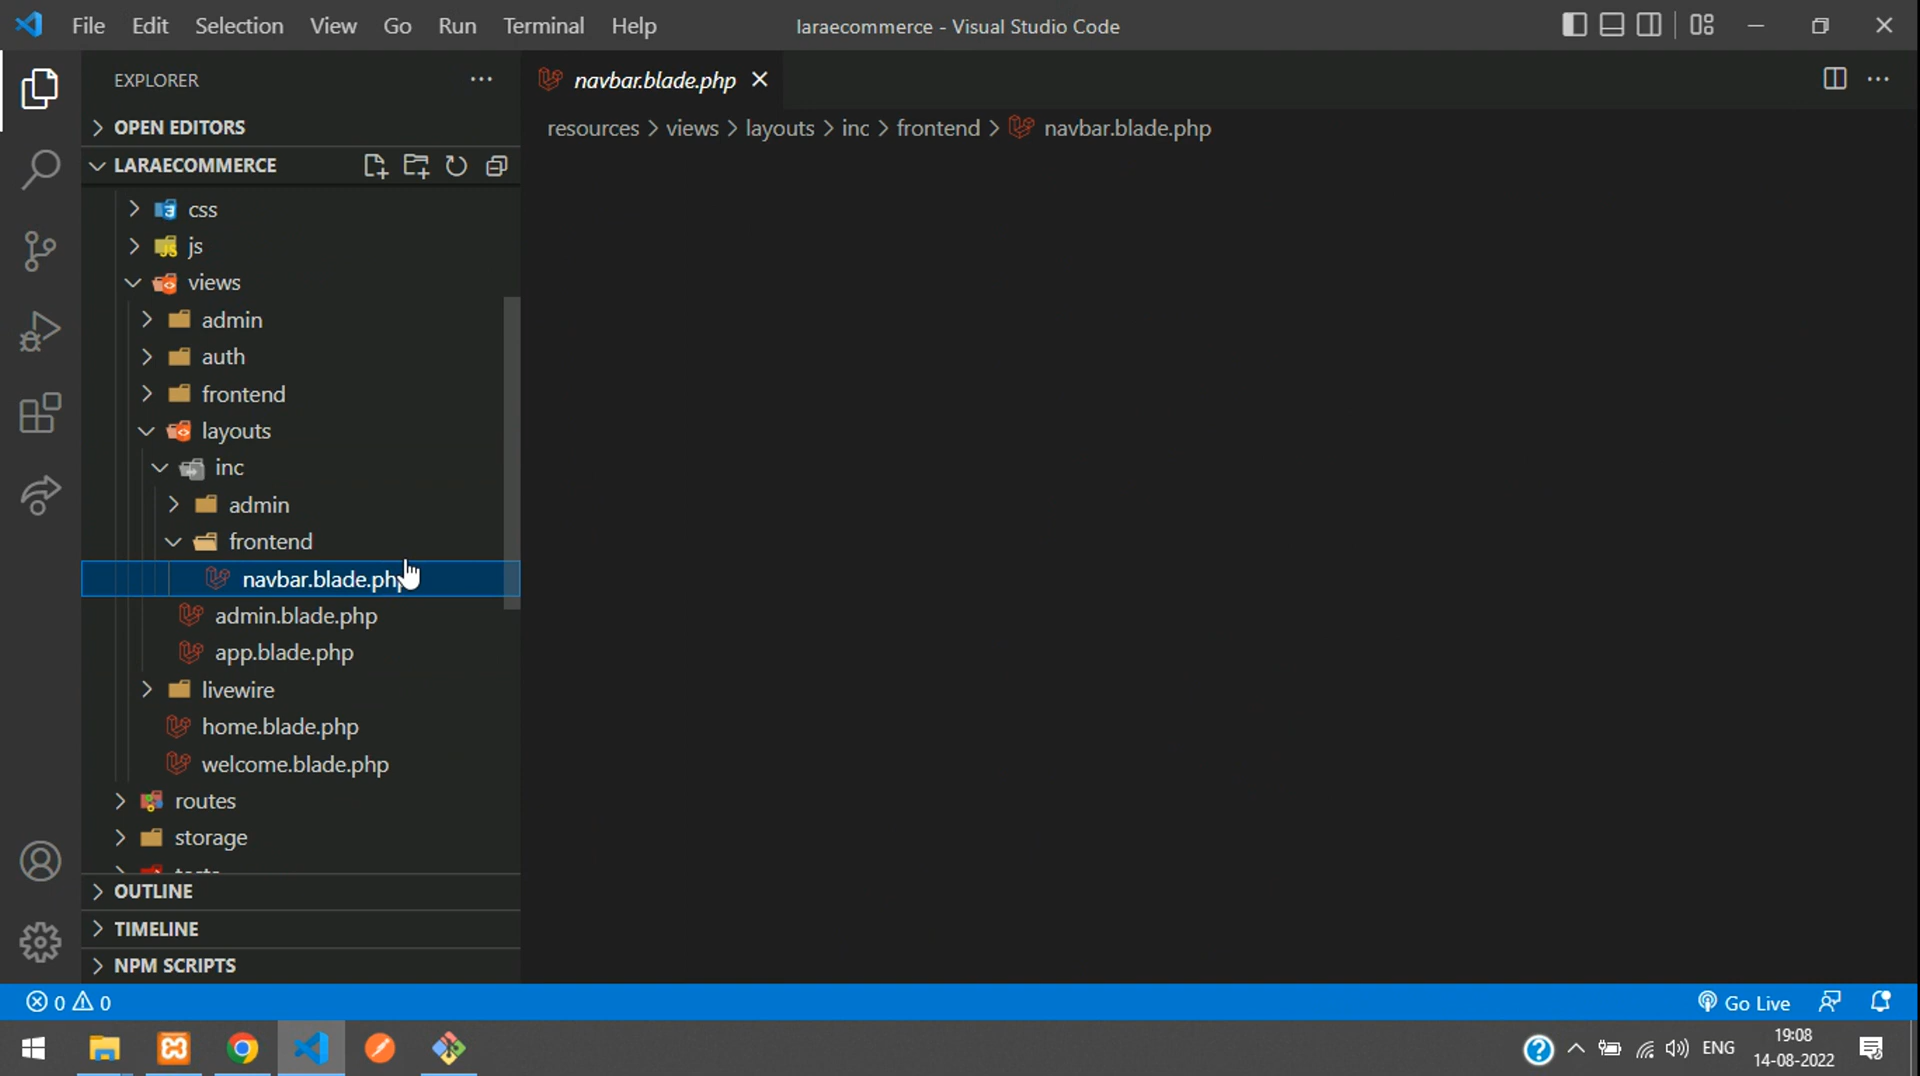 File Edit Selection View Go Run Terminal Help
laraecommerce - Visual Studio Code
EXPLORER
navbar.blade.php
OPEN EDITORS
resources > views > layouts > inc > frontend > navbar.blade.php
LARAECOMMERCE
css
js
views
admin
auth
frontend
layouts
inc
admin
frontend
navbar.blade.php
admin.blade.php
app.blade.php
livewire
home.blade.php
welcome.blade.php
routes
storage
OUTLINE
TIMELINE
NPM SCRIPTS
0 0
Go Live
ENG
19:08
14-08-2022